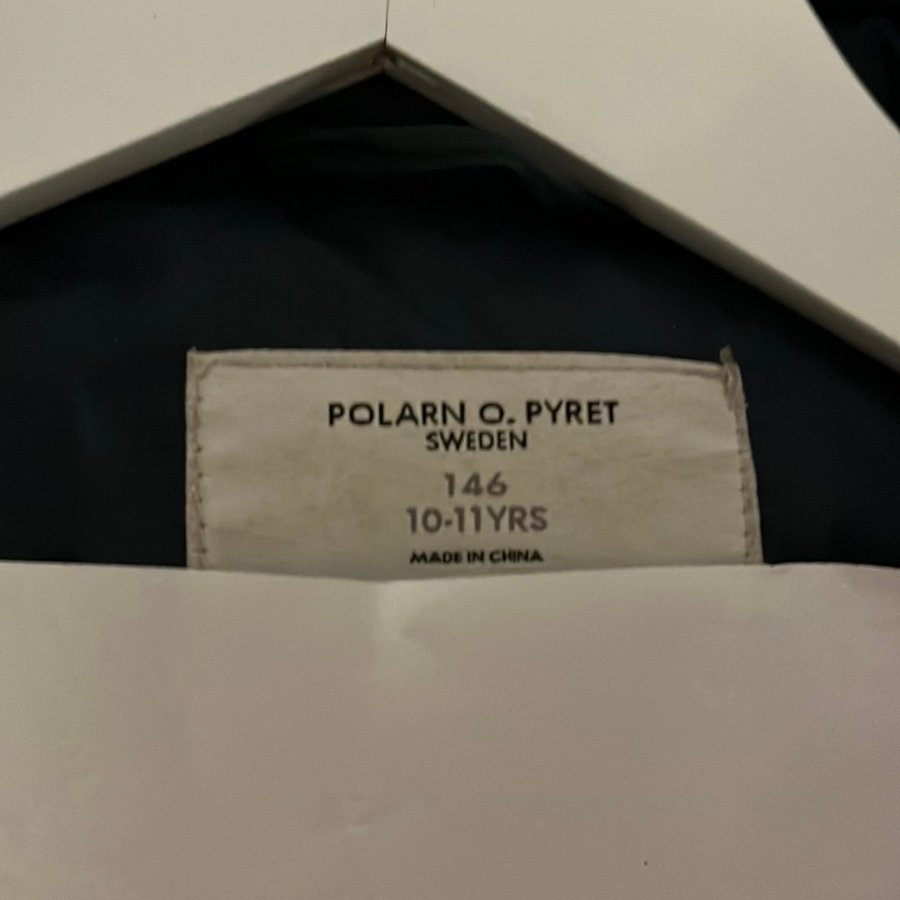 POLARN O. PYRET
SWEDEN
146
10-11YRS
MADE IN CHINA